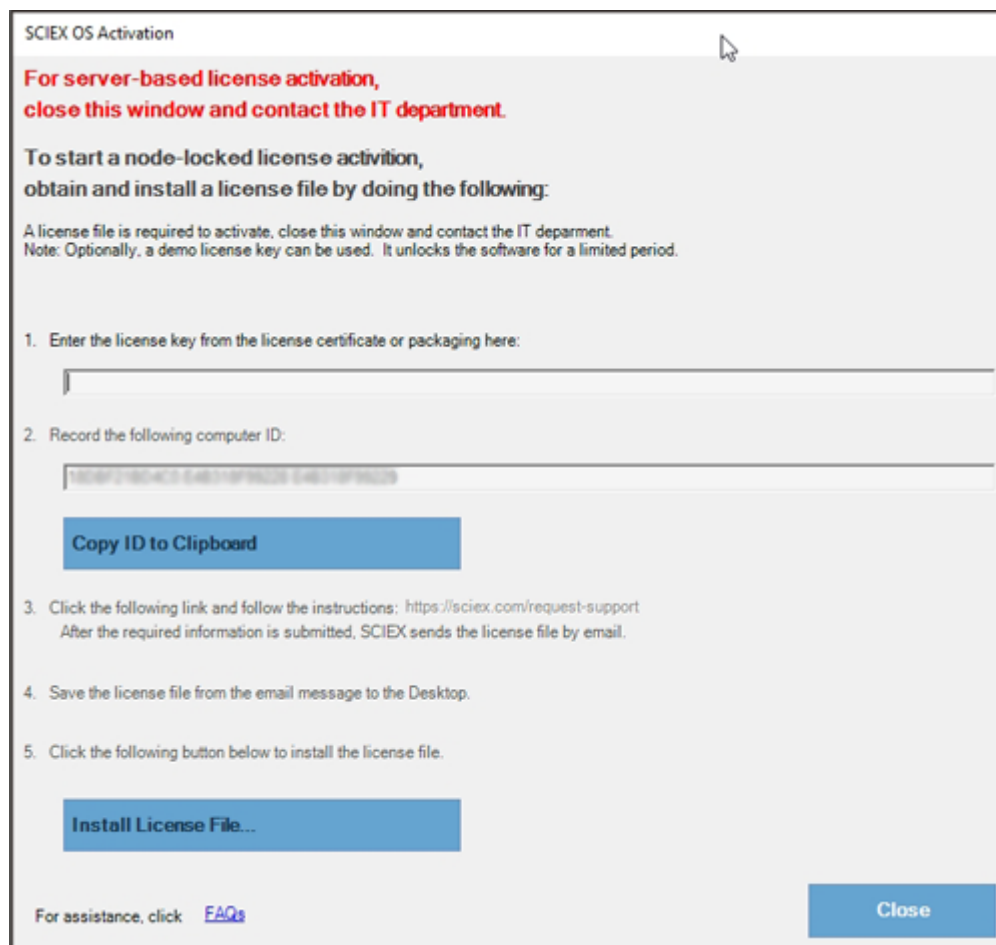 SCIEX OS Activation
For server-based license activation,
close this window and contact the IT department.
To start a node-locked license activition,
obtain and install a license file by doing the following:
A license file is required to activate, close this window and contact the IT deparment.
Note: Optionally, a demo license key can be used. It unlocks the software for a limited period.
1. Enter the license key from the license certificate or packaging here:
2. Record the following computer ID:
Copy ID to Clipboard
3. Click the following link and follow the instructions: https://sciex.com/request-support
After the required information is submitted, SCIEX sends the license file by email.
4. Save the license file from the email message to the Desktop.
5. Click the following button below to install the license file.
Install License File...
For assistance, click FAQs
Close